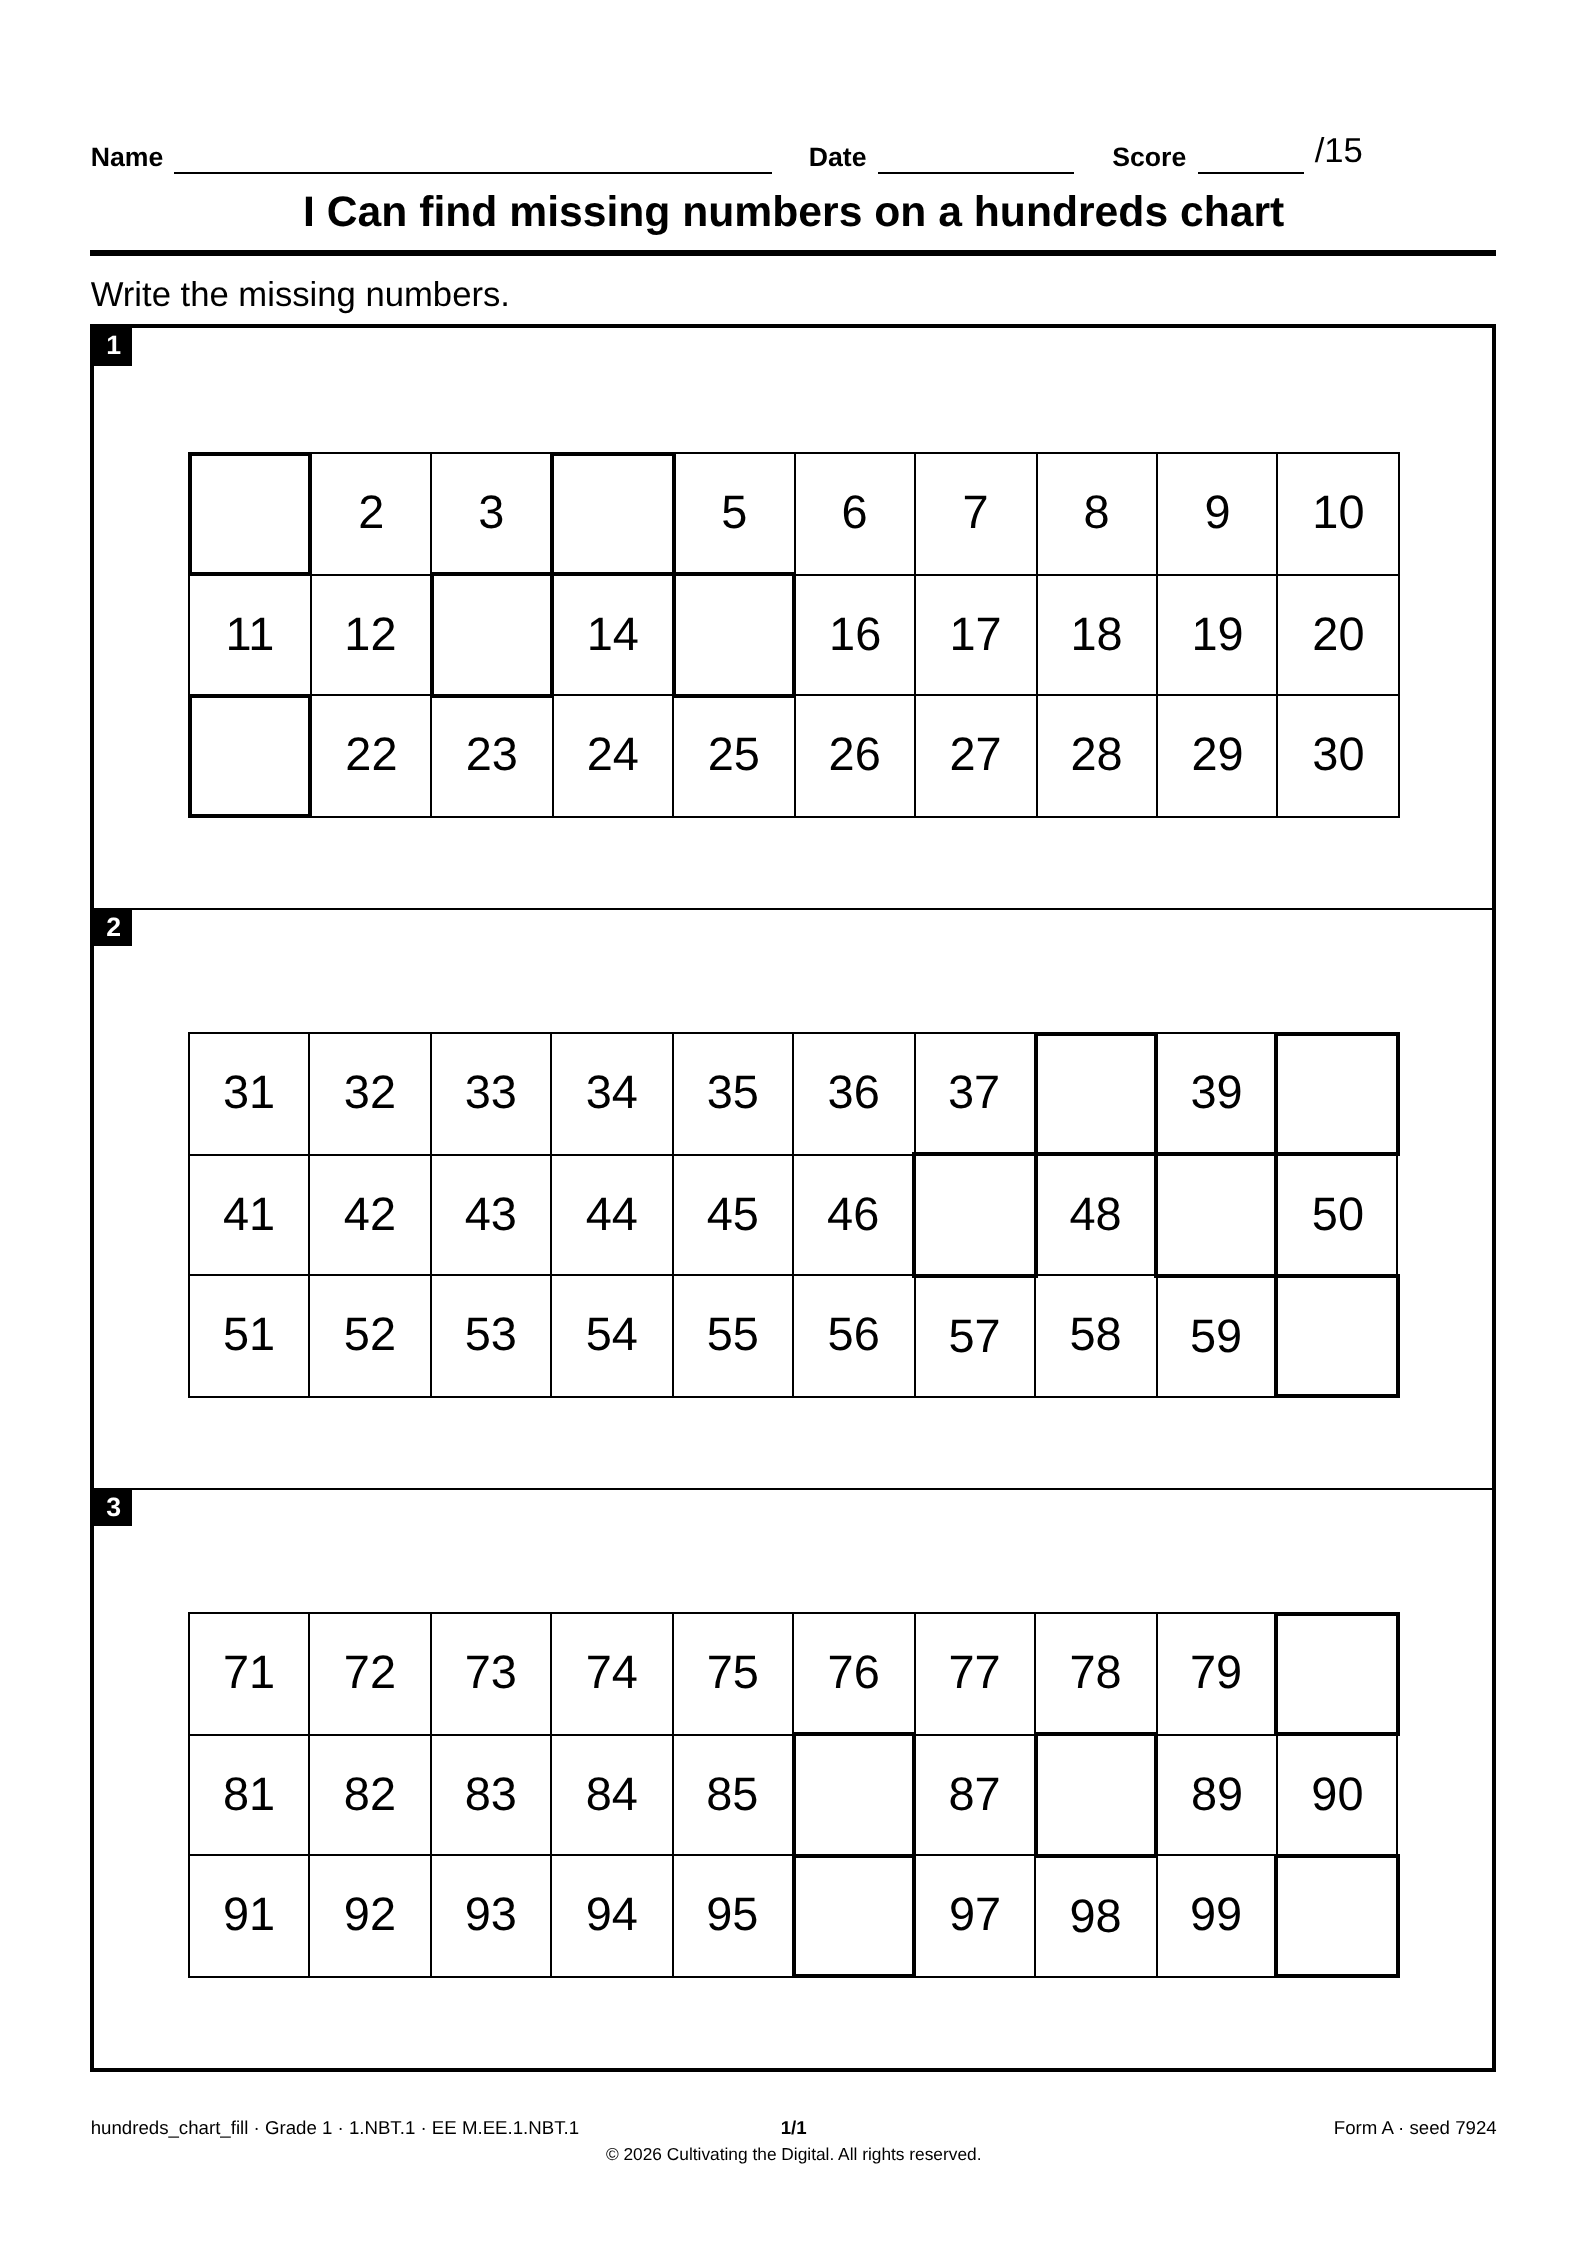 Name Date Score /15
I Can find missing numbers on a hundreds chart
Write the missing numbers.
1
2 3 5 6 7 8 9 10
11 12 14 16 17 18 19 20
22 23 24 25 26 27 28 29 30
2
31 32 33 34 35 36 37 39
41 42 43 44 45 46 48 50
51 52 53 54 55 56 57 58 59
3
71 72 73 74 75 76 77 78 79
81 82 83 84 85 87 89 90
91 92 93 94 95 97 98 99
hundreds_chart_fill · Grade 1 · 1.NBT.1 · EE M.EE.1.NBT.1 1/1 Form A · seed 7924
© 2026 Cultivating the Digital. All rights reserved.